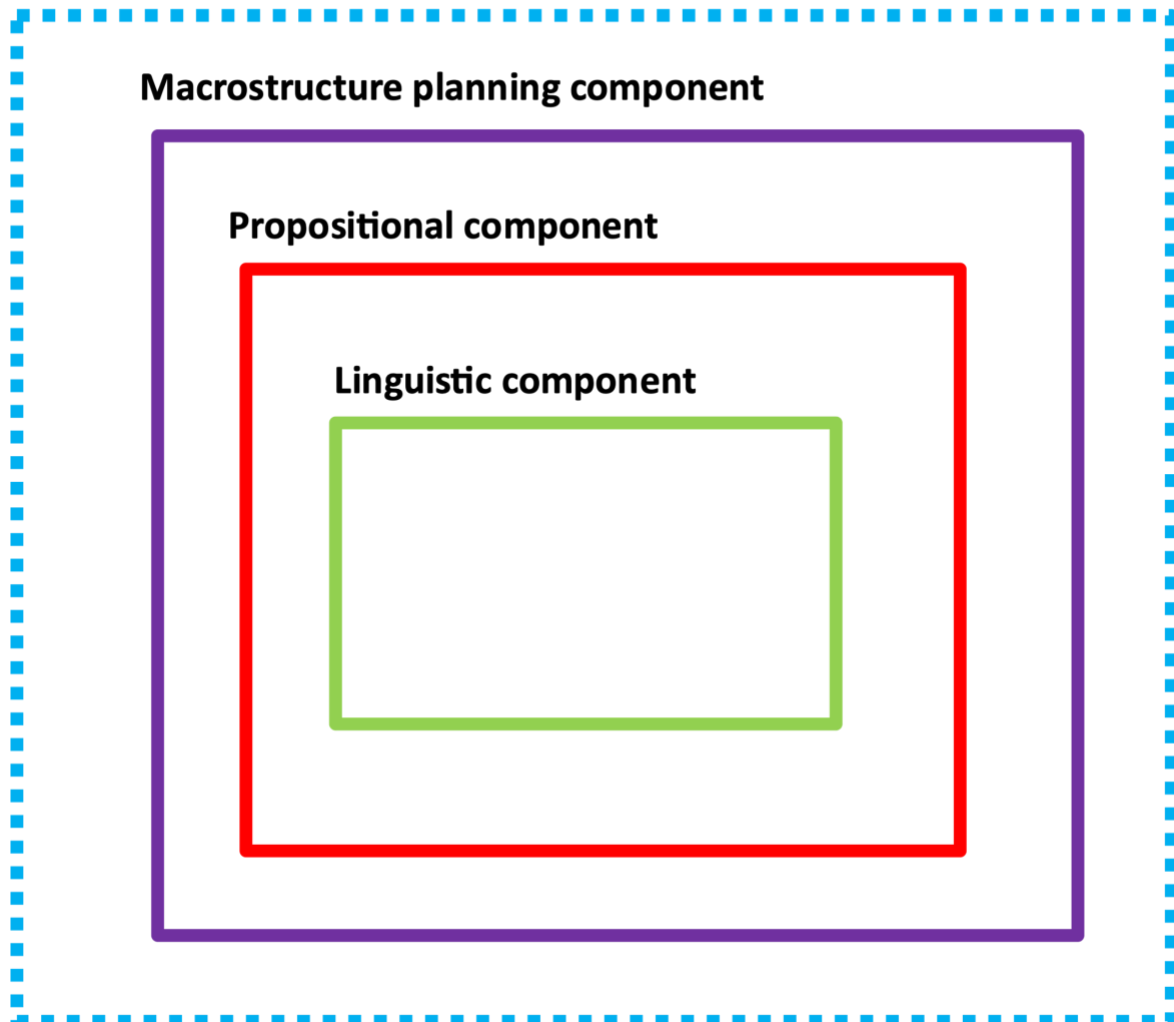 Macrostructure planning component
Propositional component
Linguistic component